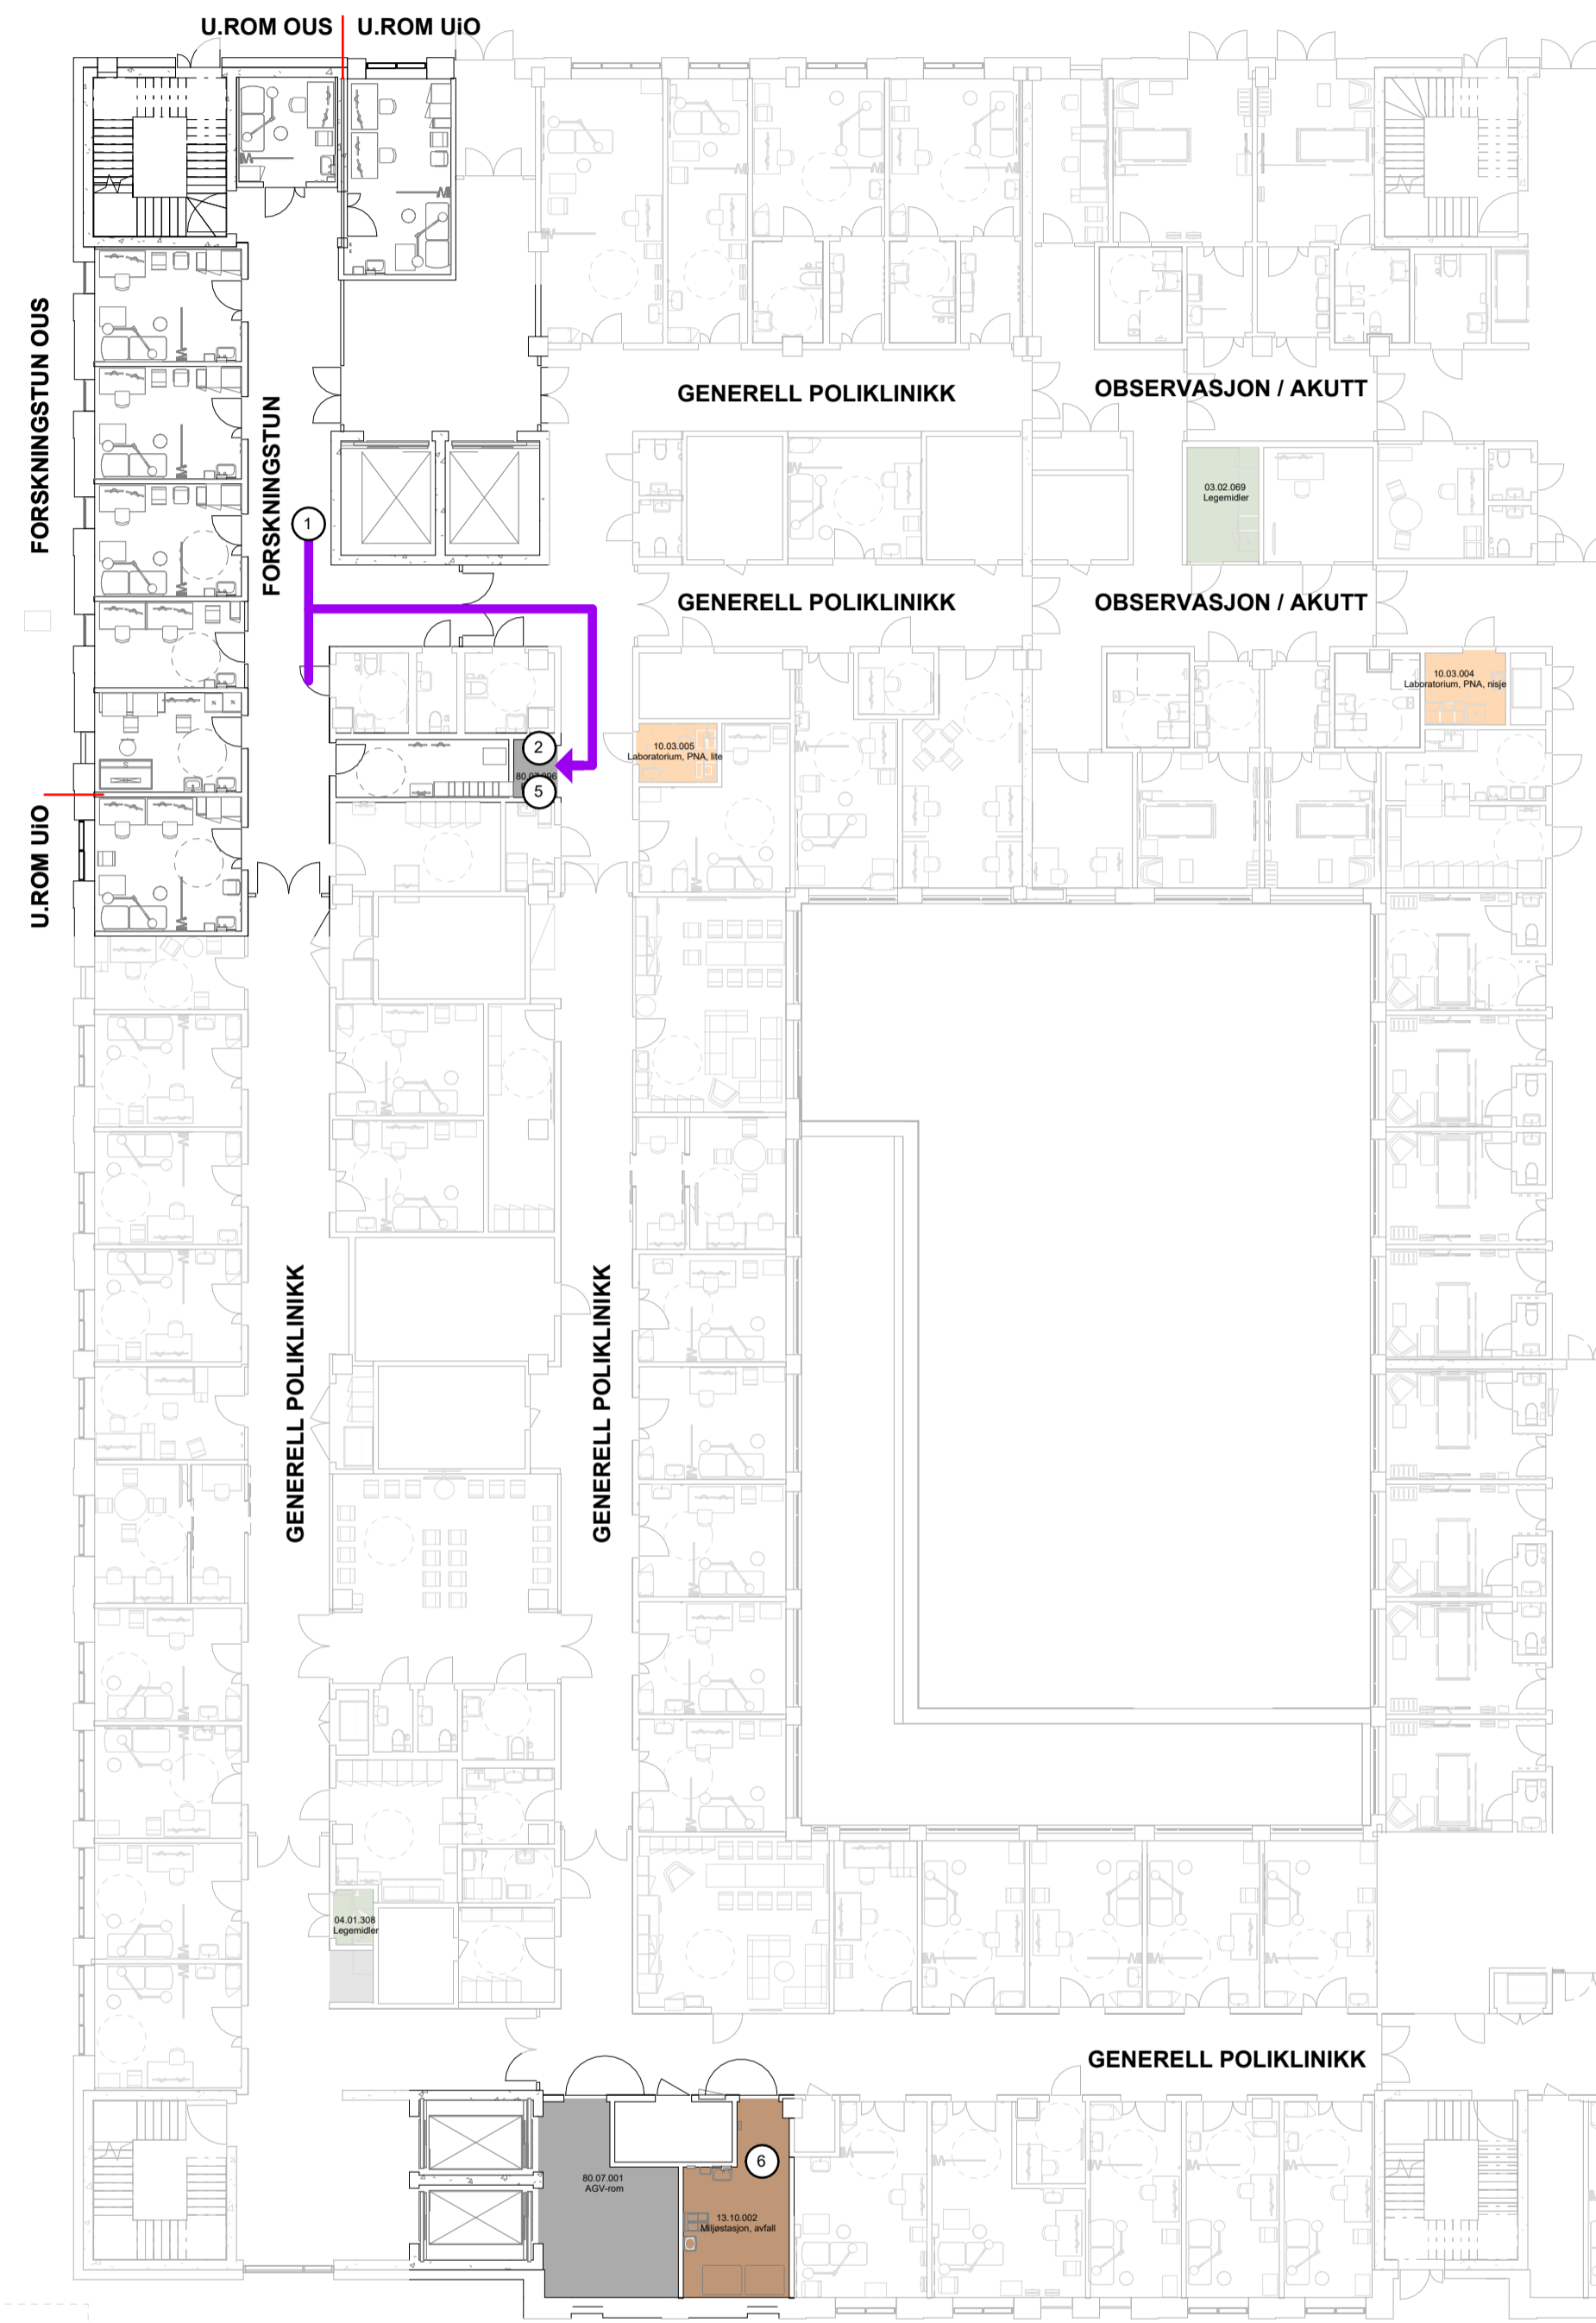 U.ROM OUS
U.ROM UiO
FORSKNINGSTUN OUS
FORSKNINGSTUN
GENERELL POLIKLINIKK
OBSERVASJON / AKUTT
03.02.069
Legemidler
1
GENERELL POLIKLINIKK
OBSERVASJON / AKUTT
10.03.004
Laboratorium, PNA, nisje
N
N
2
10.03.005
Laboratorium, PNA, lite
5
U.ROM UiO
GENERELL POLIKLINIKK
GENERELL POLIKLINIKK
04.01.308
Legemidler
GENERELL POLIKLINIKK
6
80.07.001
AGV-rom
13.10.002
Miljøstasjon, avfall